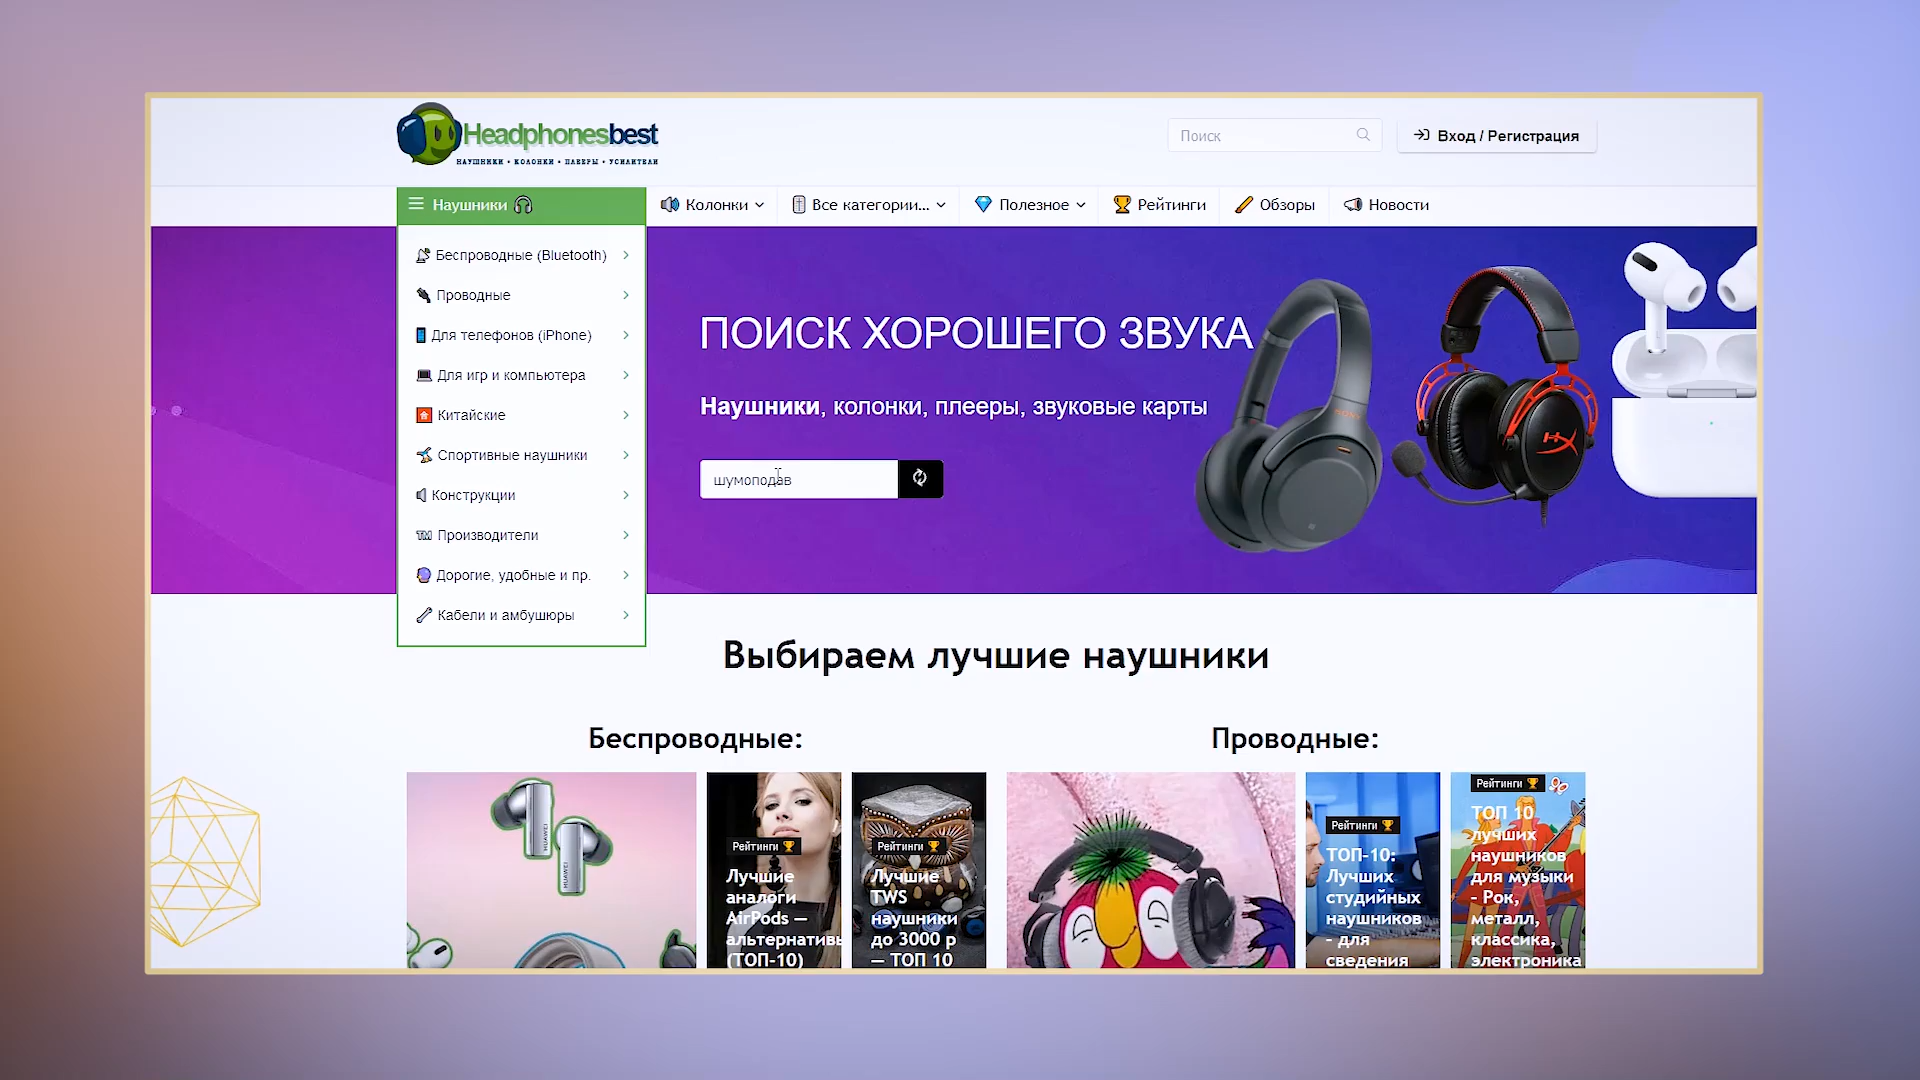 Headphonesbest
НАУШНИКИ • КОЛОНКИ • ПЛЕЕРЫ • УСИЛИТЕЛИ
Поиск
Вход / Регистрация
Наушники
Колонки
Все категории...
Полезное
Рейтинги
Обзоры
Новости
Беспроводные (Bluetooth)
Проводные
Для телефонов (iPhone)
Для игр и компьютера
Китайские
Спортивные наушники
Конструкции
Производители
Дорогие, удобные и пр.
Кабели и амбушюры
ПОИСК ХОРОШЕГО ЗВУКА
Наушники, колонки, плееры, звуковые карты
шумоподав
SONY
HX
Выбираем лучшие наушники
Беспроводные:
Проводные:
HUAWEI
HUAWEI
Рейтинги
Лучшие
аналоги
AirPods —
альтернативы
(ТОП-10)
Рейтинги
Лучшие
TWS
наушники
до 3000 р
— ТОП 10
Рейтинги
ТОП-10:
Лучших
студийных
наушников
- для
сведения
Рейтинги
ТОП 10
лучших
наушников
для музыки
- Рок,
металл,
классика,
электроника